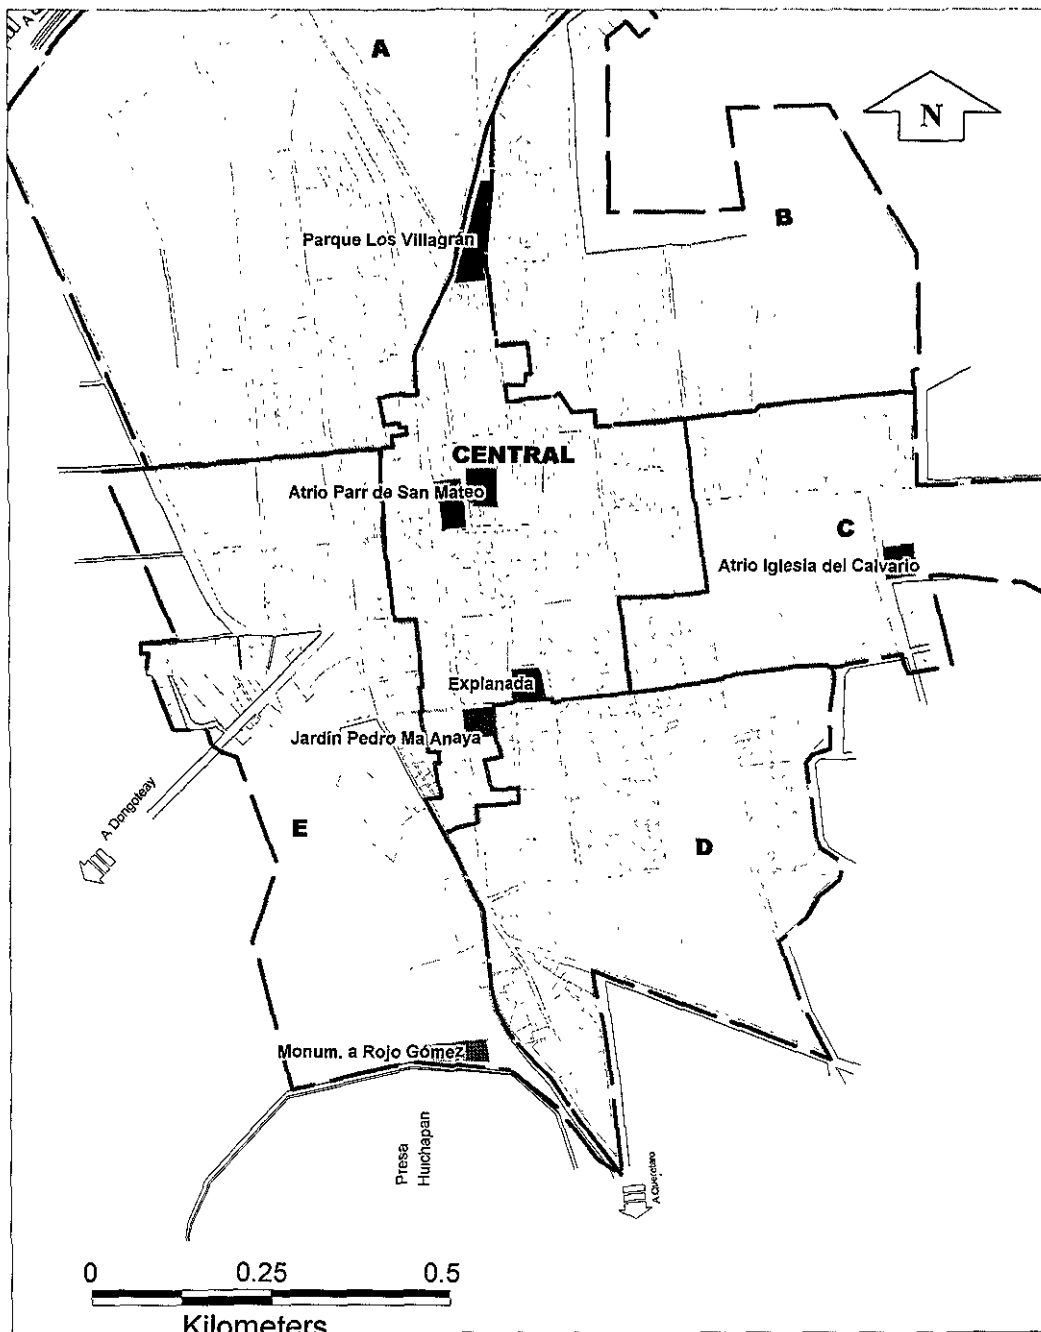 A
N
B
Parque Los Villagrán
CENTRAL
Atrio Parr de San Mateo
C
Atrio Iglesia del Calvario
Explanada
Jardín Pedro Ma Anaya
A Dongoteay
E
D
Monum. a Rojo Gómez
Presa
Huichapan
A Queretaro
0 0.25 0.5
Kilometers